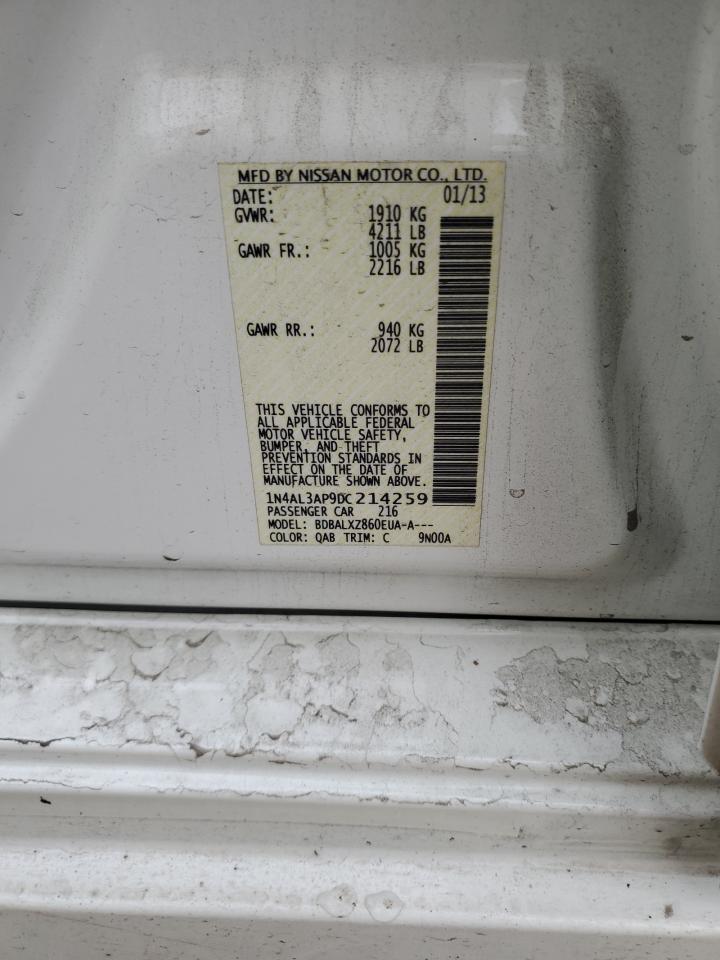 MFD BY NISSAN MOTOR CO., LTD.
DATE: 01/13
GVWR: 1910 KG
4211 LB
GAWR FR.: 1005 KG
2216 LB
GAWR RR.: 940 KG
2072 LB
THIS VEHICLE CONFORMS TO
ALL APPLICABLE FEDERAL
MOTOR VEHICLE SAFETY,
BUMPER, AND THEFT
PREVENTION STANDARDS IN
EFFECT ON THE DATE OF
MANUFACTURE SHOWN ABOVE.
1N4AL3AP9DC214259
PASSENGER CAR 216
MODEL: BDBALXZ860EUA-A---
COLOR: QAB TRIM: C 9N00A